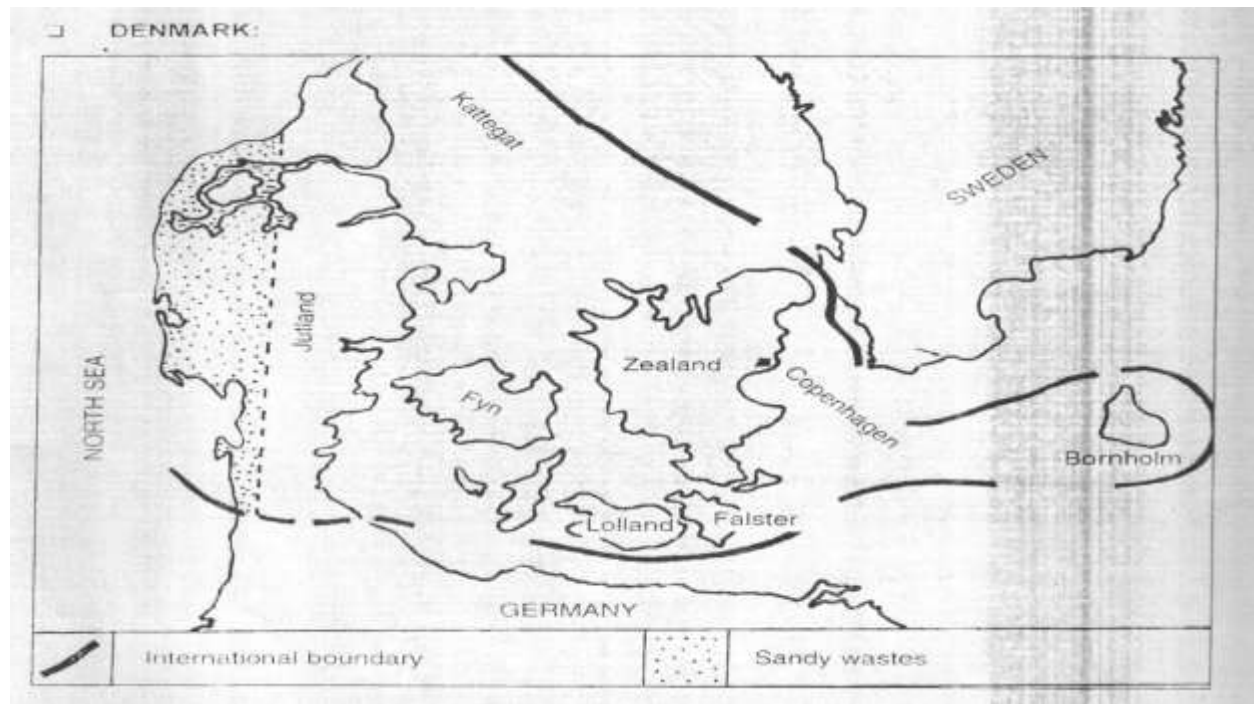 DENMARK:
Kattegat
SWEDEN
NORTH SEA
Jutland
Zealand
Fyn
Copenhagen
Bornholm
Lolland
Falster
GERMANY
International boundary
Sandy wastes